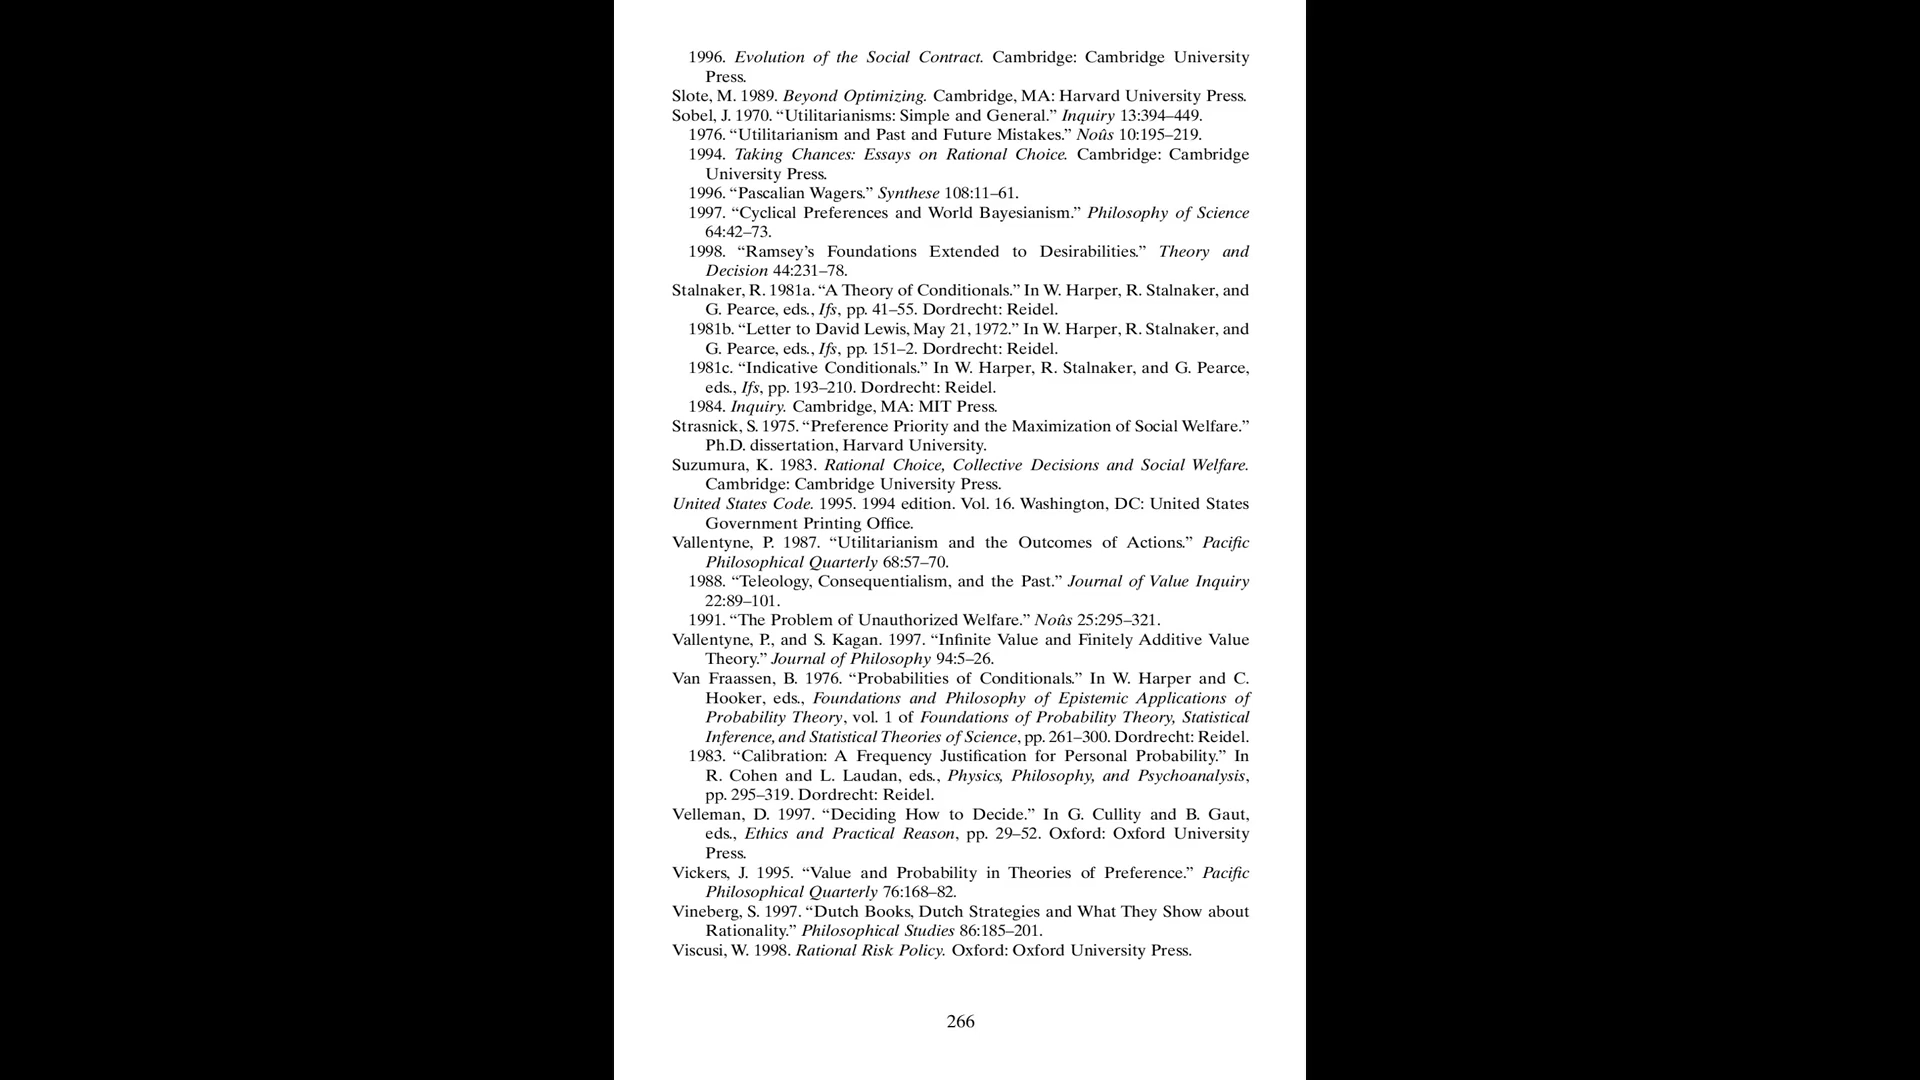 1996. Evolution of the Social Contract. Cambridge: Cambridge University
Press.
Slote, M. 1989. Beyond Optimizing. Cambridge, MA: Harvard University Press.
Sobel, J. 1970. “Utilitarianisms: Simple and General.” Inquiry 13:394–449.
1976. “Utilitarianism and Past and Future Mistakes.” Noûs 10:195–219.
1994. Taking Chances: Essays on Rational Choice. Cambridge: Cambridge
University Press.
1996. “Pascalian Wagers.” Synthese 108:11–61.
1997. “Cyclical Preferences and World Bayesianism.” Philosophy of Science
64:42–73.
1998. “Ramsey’s Foundations Extended to Desirabilities.” Theory and
Decision 44:231–78.
Stalnaker, R. 1981a. “A Theory of Conditionals.” In W. Harper, R. Stalnaker, and
G. Pearce, eds., Ifs, pp. 41–55. Dordrecht: Reidel.
1981b. “Letter to David Lewis, May 21, 1972.” In W. Harper, R. Stalnaker, and
G. Pearce, eds., Ifs, pp. 151–2. Dordrecht: Reidel.
1981c. “Indicative Conditionals.” In W. Harper, R. Stalnaker, and G. Pearce,
eds., Ifs, pp. 193–210. Dordrecht: Reidel.
1984. Inquiry. Cambridge, MA: MIT Press.
Strasnick, S. 1975. “Preference Priority and the Maximization of Social Welfare.”
Ph.D. dissertation, Harvard University.
Suzumura, K. 1983. Rational Choice, Collective Decisions and Social Welfare.
Cambridge: Cambridge University Press.
United States Code. 1995. 1994 edition. Vol. 16. Washington, DC: United States
Government Printing Office.
Vallentyne, P. 1987. “Utilitarianism and the Outcomes of Actions.” Pacific
Philosophical Quarterly 68:57–70.
1988. “Teleology, Consequentialism, and the Past.” Journal of Value Inquiry
22:89–101.
1991. “The Problem of Unauthorized Welfare.” Noûs 25:295–321.
Vallentyne, P., and S. Kagan. 1997. “Infinite Value and Finitely Additive Value
Theory.” Journal of Philosophy 94:5–26.
Van Fraassen, B. 1976. “Probabilities of Conditionals.” In W. Harper and C.
Hooker, eds., Foundations and Philosophy of Epistemic Applications of
Probability Theory, vol. 1 of Foundations of Probability Theory, Statistical
Inference, and Statistical Theories of Science, pp. 261–300. Dordrecht: Reidel.
1983. “Calibration: A Frequency Justification for Personal Probability.” In
R. Cohen and L. Laudan, eds., Physics, Philosophy, and Psychoanalysis,
pp. 295–319. Dordrecht: Reidel.
Velleman, D. 1997. “Deciding How to Decide.” In G. Cullity and B. Gaut,
eds., Ethics and Practical Reason, pp. 29–52. Oxford: Oxford University
Press.
Vickers, J. 1995. “Value and Probability in Theories of Preference.” Pacific
Philosophical Quarterly 76:168–82.
Vineberg, S. 1997. “Dutch Books, Dutch Strategies and What They Show about
Rationality.” Philosophical Studies 86:185–201.
Viscusi, W. 1998. Rational Risk Policy. Oxford: Oxford University Press.
266